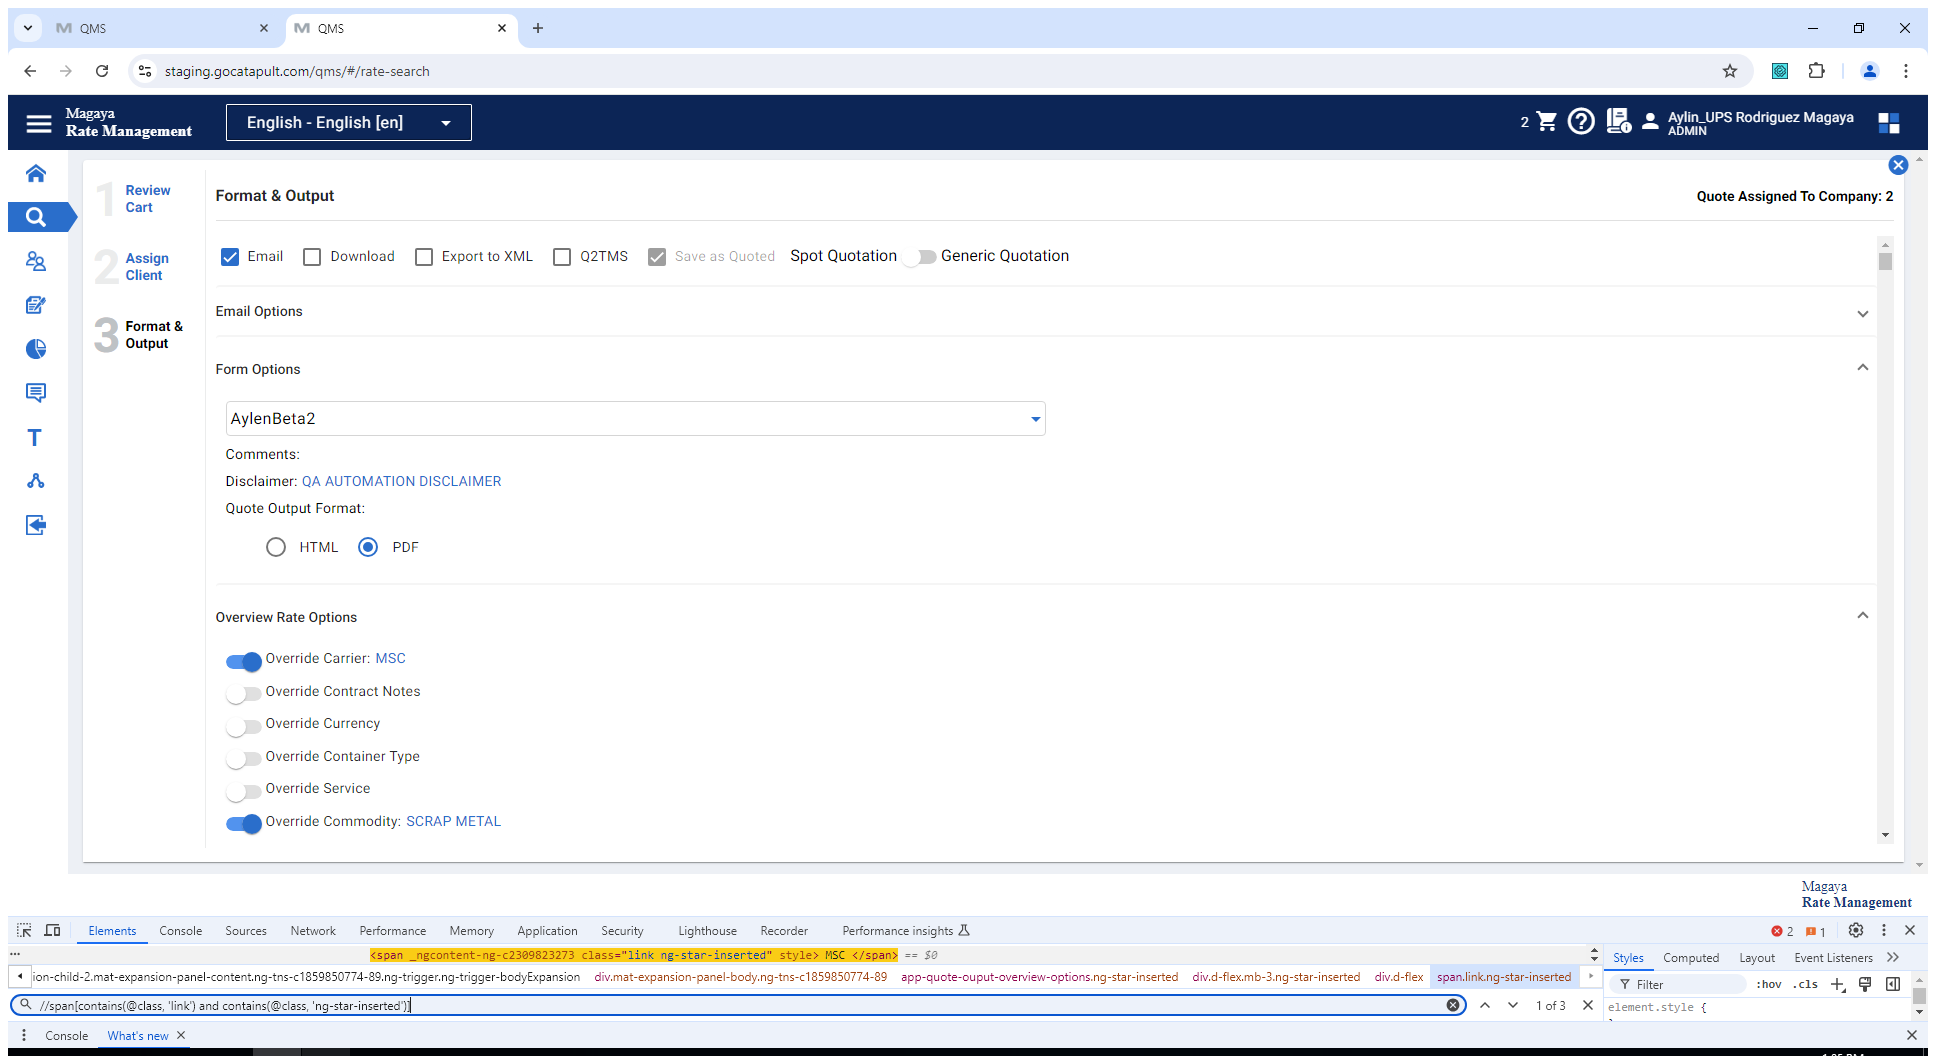 QMS
QMS
staging.gocatapult.com/qms/#/rate-search
Magaya
Rate Management
English - English [en]
2
Aylin_UPS Rodriguez Magaya
ADMIN
1
Review
Cart
2
Assign
Client
3
Format &
Output
T
Format & Output
Quote Assigned To Company: 2
Email
Download
Export to XML
Q2TMS
Save as Quoted
Spot Quotation
Generic Quotation
Email Options
Form Options
AylenBeta2
Comments:
Disclaimer: QA AUTOMATION DISCLAIMER
Quote Output Format:
HTML
PDF
Overview Rate Options
Override Carrier: MSC
Override Contract Notes
Override Currency
Override Container Type
Override Service
Override Commodity: SCRAP METAL
Magaya
Rate Management
Elements Console Sources Network Performance Memory Application Security Lighthouse Recorder Performance insights
2 1
<span _ngcontent-ng-c2309823273 class="link ng-star-inserted" style> MSC </span> == $0
ion-child-2.mat-expansion-panel-content.ng-tns-c1859850774-89.ng-trigger.ng-trigger-bodyExpansion div.mat-expansion-panel-body.ng-tns-c1859850774-89 app-quote-ouput-overview-options.ng-star-inserted div.d-flex.mb-3.ng-star-inserted div.d-flex span.link.ng-star-inserted
//span[contains(@class, 'link') and contains(@class, 'ng-star-inserted')]
1 of 3
Styles Computed Layout Event Listeners
Filter
:hov .cls
element.style {
Console What's new